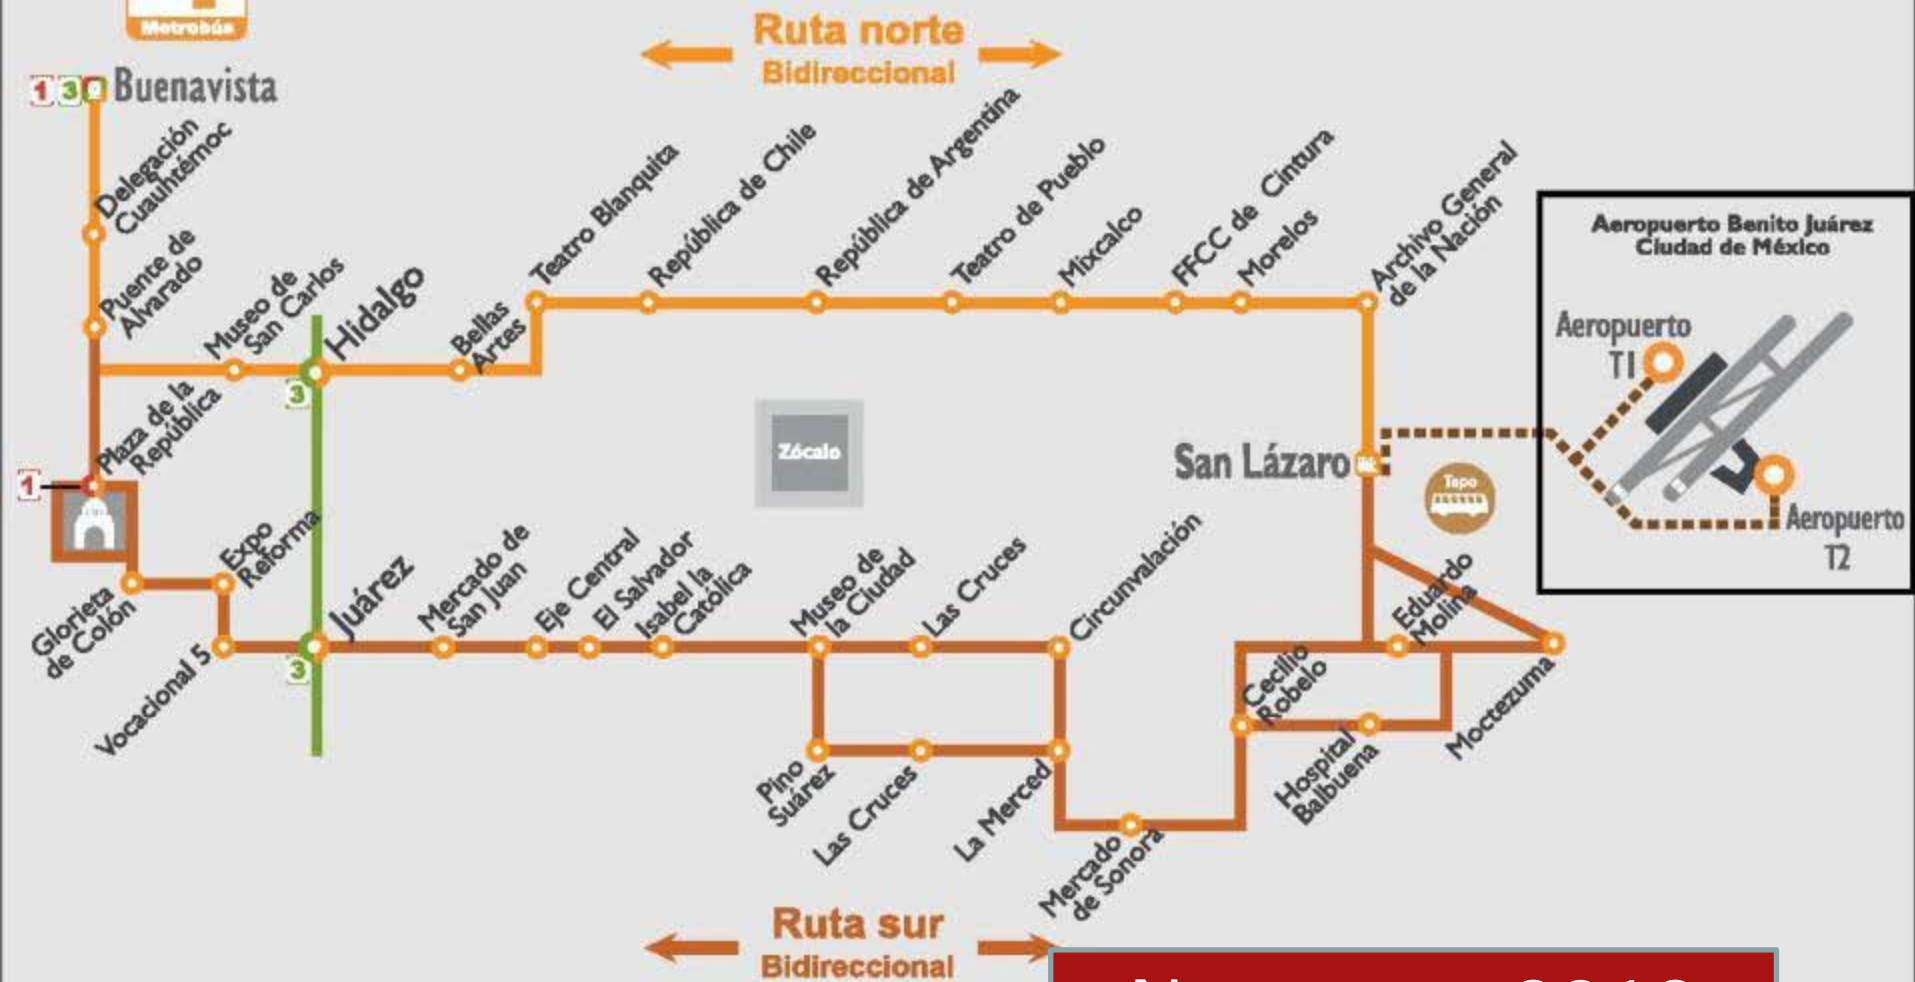 Metrobús
Ruta norte
Bidireccional
1 3 Buenavista
Delegación
Cuauhtémoc
Puente de
Alvarado
Museo de
San Carlos
Hidalgo
3
Bellas
Artes
Teatro Blanquita
República de Chile
República de Argentina
Teatro de Pueblo
Mixcalco
FFCC de Cintura
Morelos
Archivo General
de la Nación
Aeropuerto Benito Juárez
Ciudad de México
Aeropuerto
T1
Aeropuerto
T2
Zócalo
San Lázaro
Tapo
Plaza de la
República
1
Glorieta
de Colón
Expo
Reforma
Vocacional 5
Juárez
3
Mercado de
San Juan
Eje Central
El Salvador
Isabel la
Católica
Museo de
la Ciudad
Las Cruces
Circunvalación
Pino
Suárez
Las Cruces
La Merced
Mercado
de Sonora
Cecilio
Robelo
Eduardo
Molina
Hospital
Balbuena
Moctezuma
Ruta sur
Bidireccional